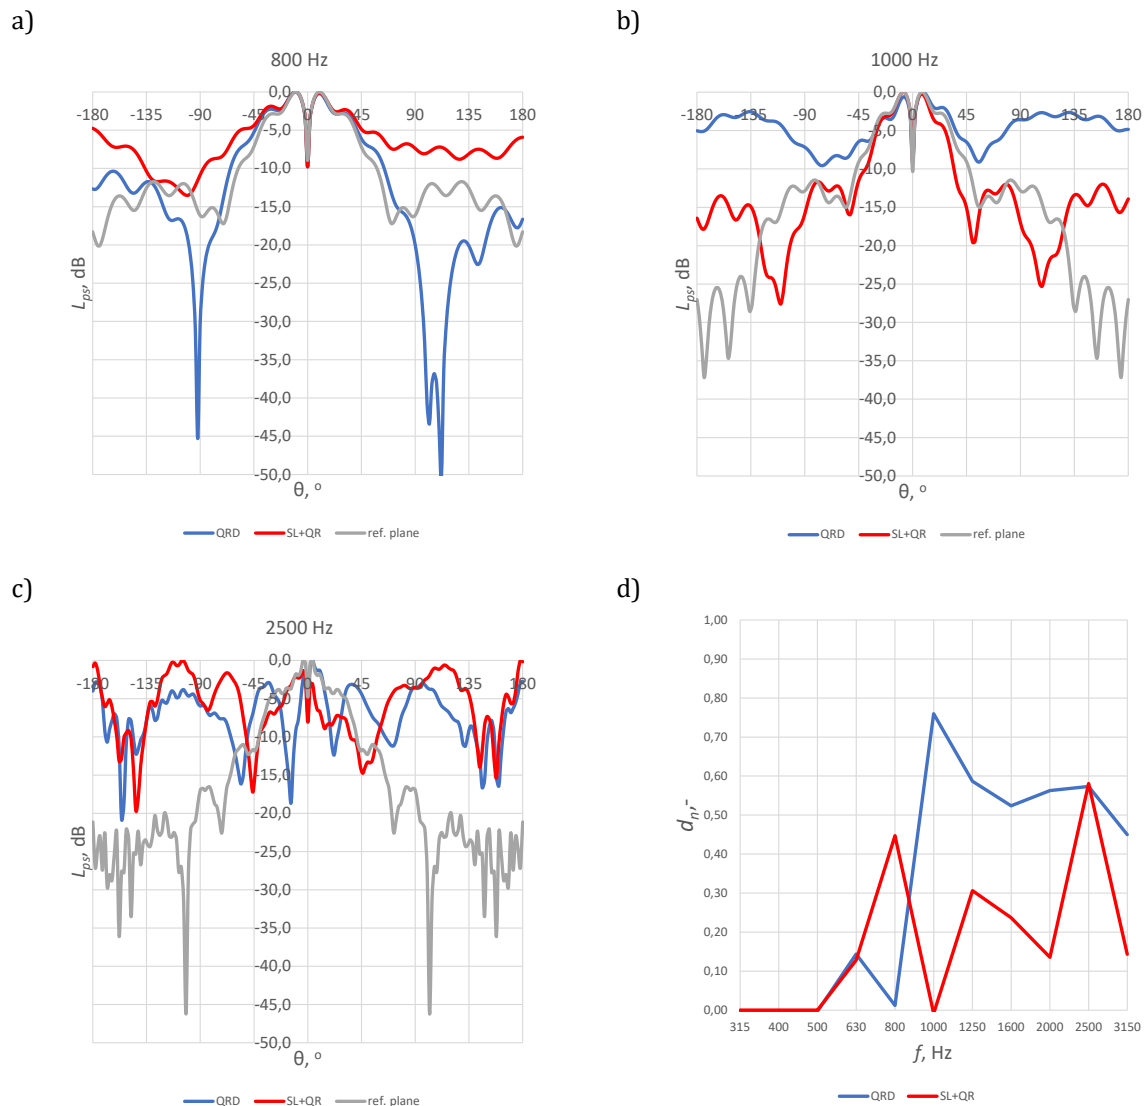 a)
800 Hz
-180 -135 -90 -45 0 45 90 135 180
0,0
-5,0
-10,0
-15,0
-20,0
-25,0
-30,0
-35,0
-40,0
-45,0
-50,0
Lps, dB
θ, o
QRD SL+QR ref. plane
b)
1000 Hz
-180 -135 -90 -45 0 45 90 135 180
0,0
-5,0
-10,0
-15,0
-20,0
-25,0
-30,0
-35,0
-40,0
-45,0
-50,0
Lps, dB
θ, o
QRD SL+QR ref. plane
c)
2500 Hz
-180 -135 -90 -45 0 45 90 135 180
0,0
-5,0
-10,0
-15,0
-20,0
-25,0
-30,0
-35,0
-40,0
-45,0
-50,0
Lps, dB
θ, o
QRD SL+QR ref. plane
d)
1,00
0,90
0,80
0,70
0,60
0,50
0,40
0,30
0,20
0,10
0,00
dn,-
315 400 500 630 800 1000 1250 1600 2000 2500 3150
f, Hz
QRD SL+QR